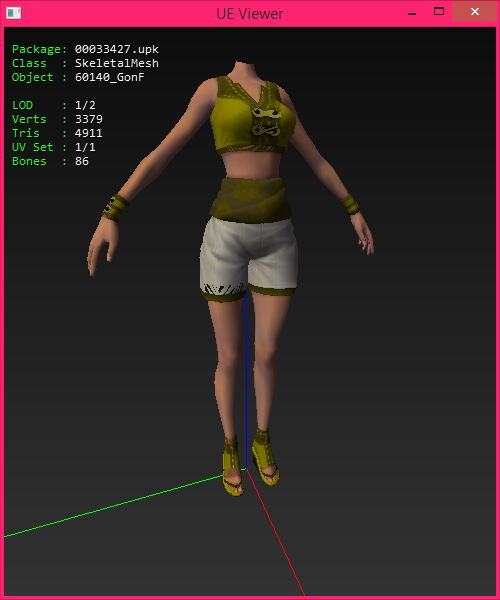 UE Viewer
Package: 00033427.upk
Class  : SkeletalMesh
Object : 60140_GonF
LOD    : 1/2
Verts  : 3379
Tris   : 4911
UV Set : 1/1
Bones  : 86